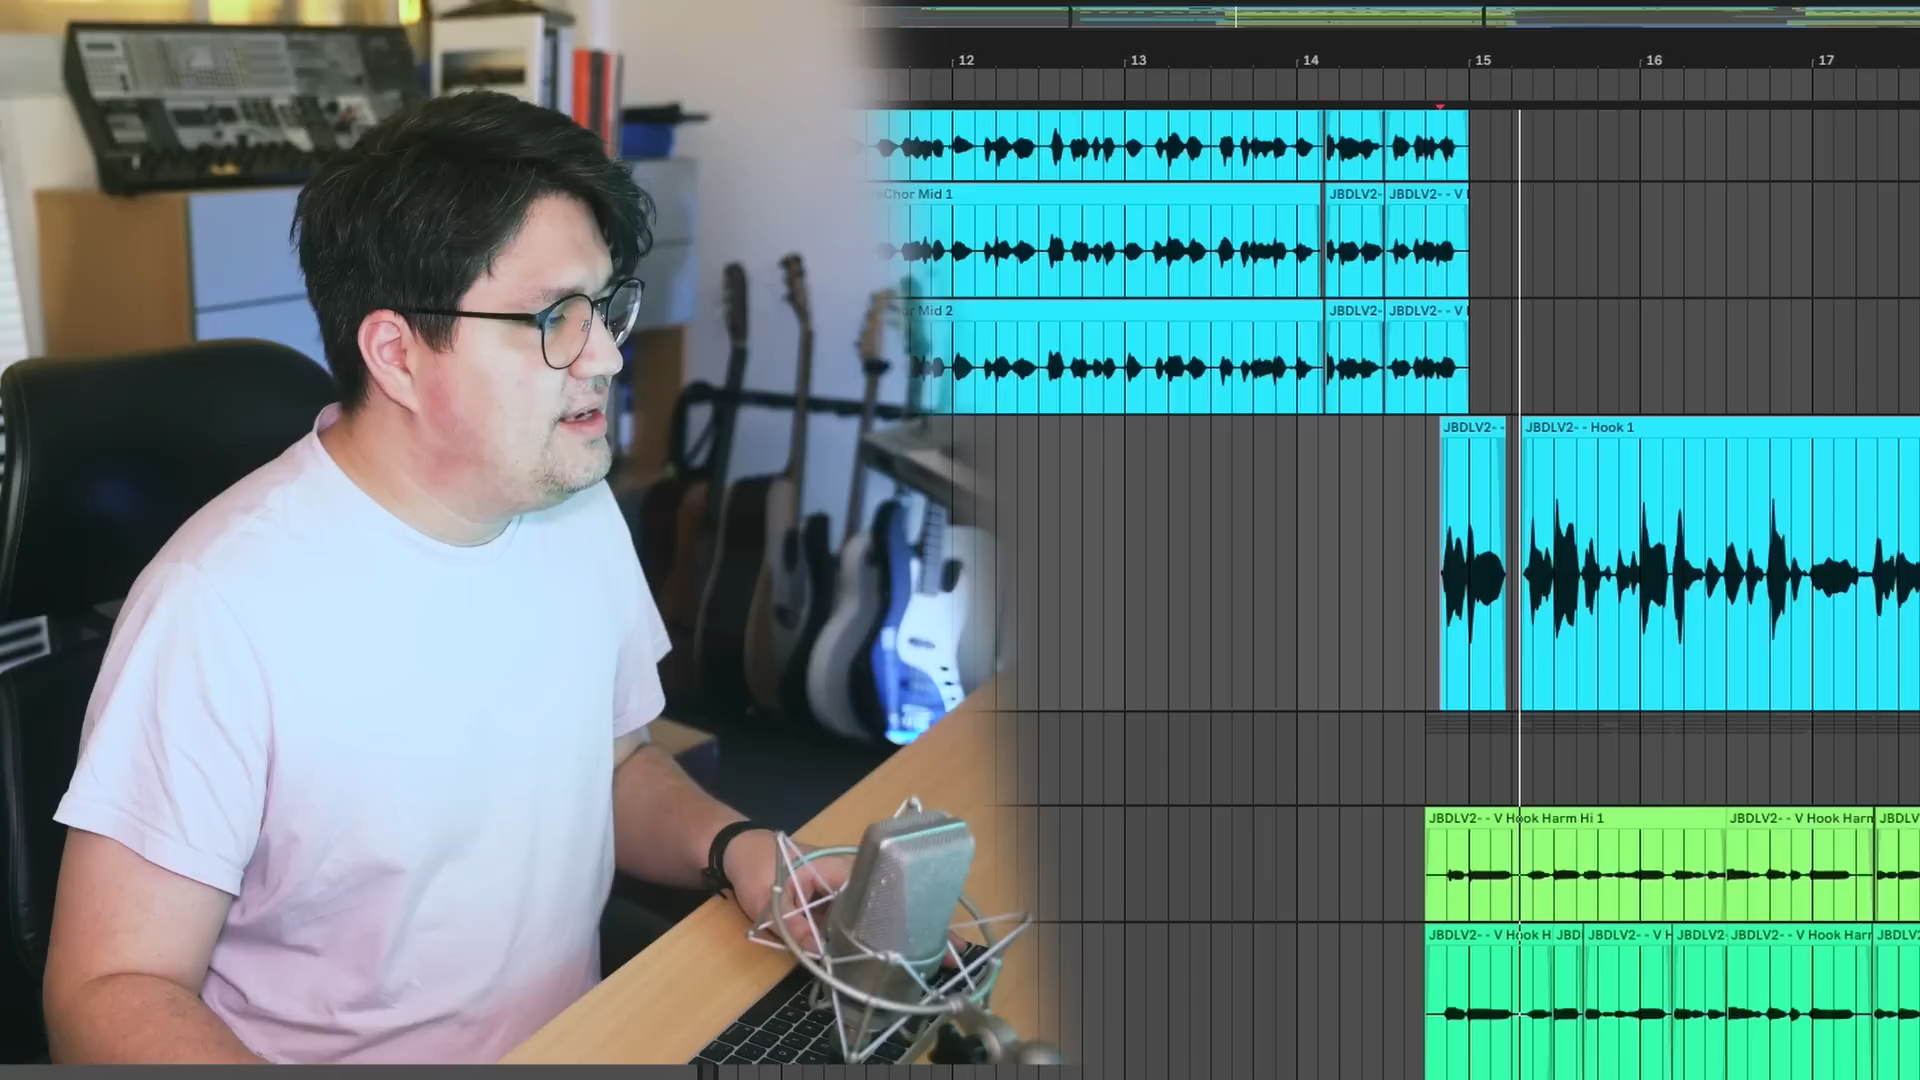 12 13 14 15 16 17
Chor Mid 1 JBDLV2- JBDLV2-- V
Mid 2 JBDLV2- JBDLV2-- V
JBDLV2-- JBDLV2-- Hook 1
JBDLV2-- V Hook Harm Hi 1 JBDLV2-- V Hook Harn JBDLV
JBDLV2-- V Hook H JBD JBDLV2-- V H JBDLV2- JBDLV2-- V Hook Harr JBDLV2